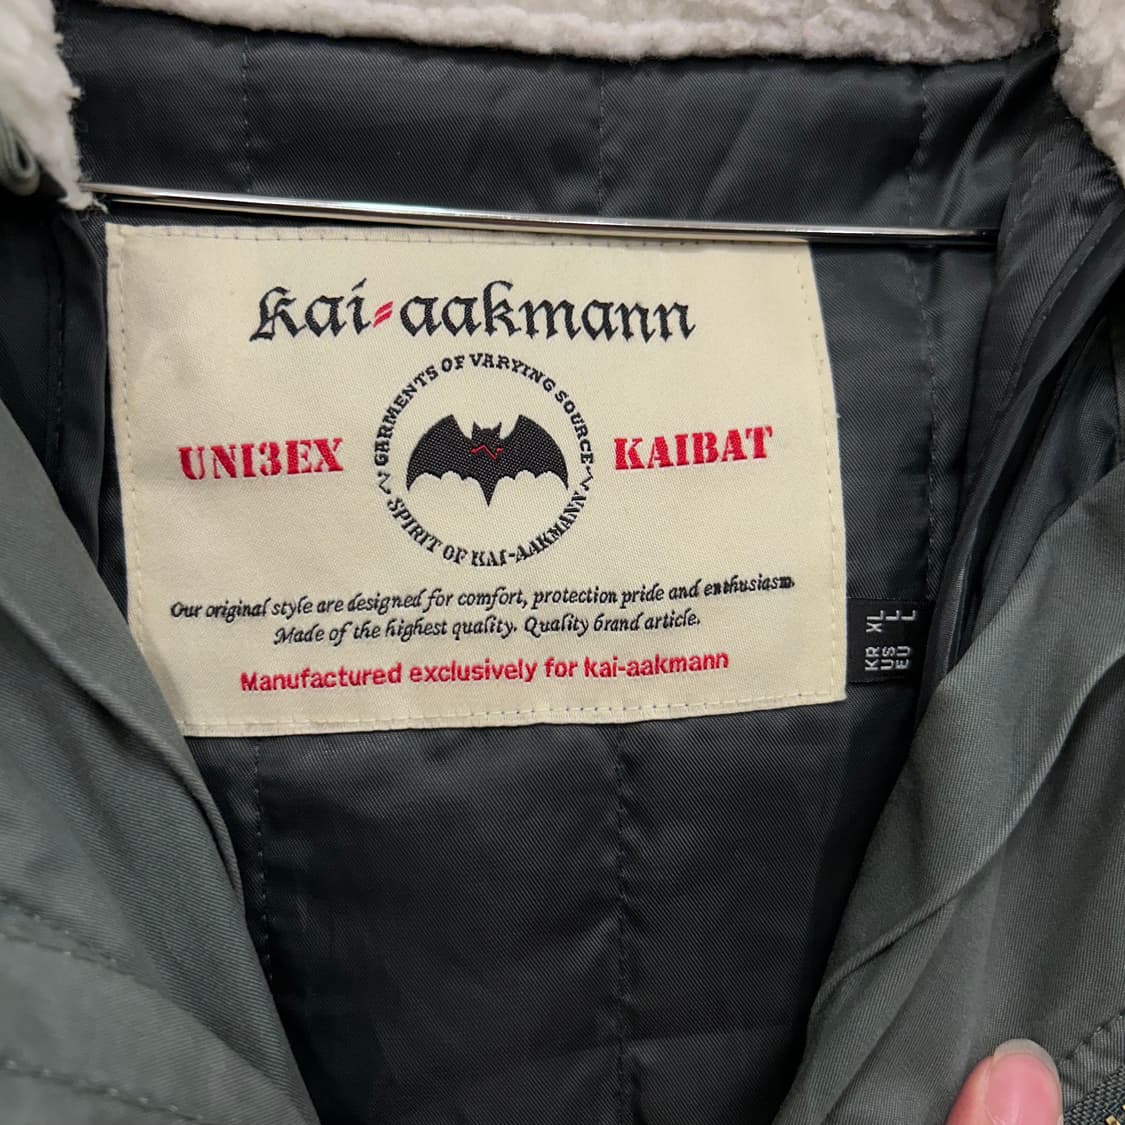 kai-aakmann
GARMENTS OF VARYING SOURCE
UNI3EX
KAIBAT
SPIRIT OF KAI-AAKMANN
Our original style are designed for comfort, protection pride and enthusiasm.
Made of the highest quality. Quality brand article.
Manufactured exclusively for kai-aakmann
KR XL
US L
EU L